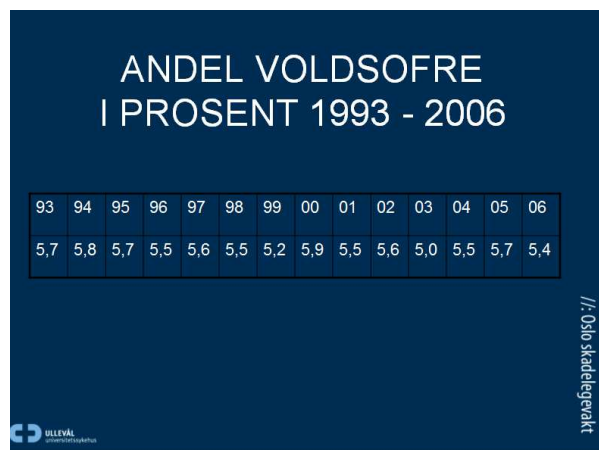 ANDEL VOLDSOFRE
I PROSENT 1993 - 2006
93 94 95 96 97 98 99 00 01 02 03 04 05 06
5,7 5,8 5,7 5,5 5,6 5,5 5,2 5,9 5,5 5,6 5,0 5,5 5,7 5,4
//: Oslo skadelegevakt
ULLEVÅL
universitetssykehus